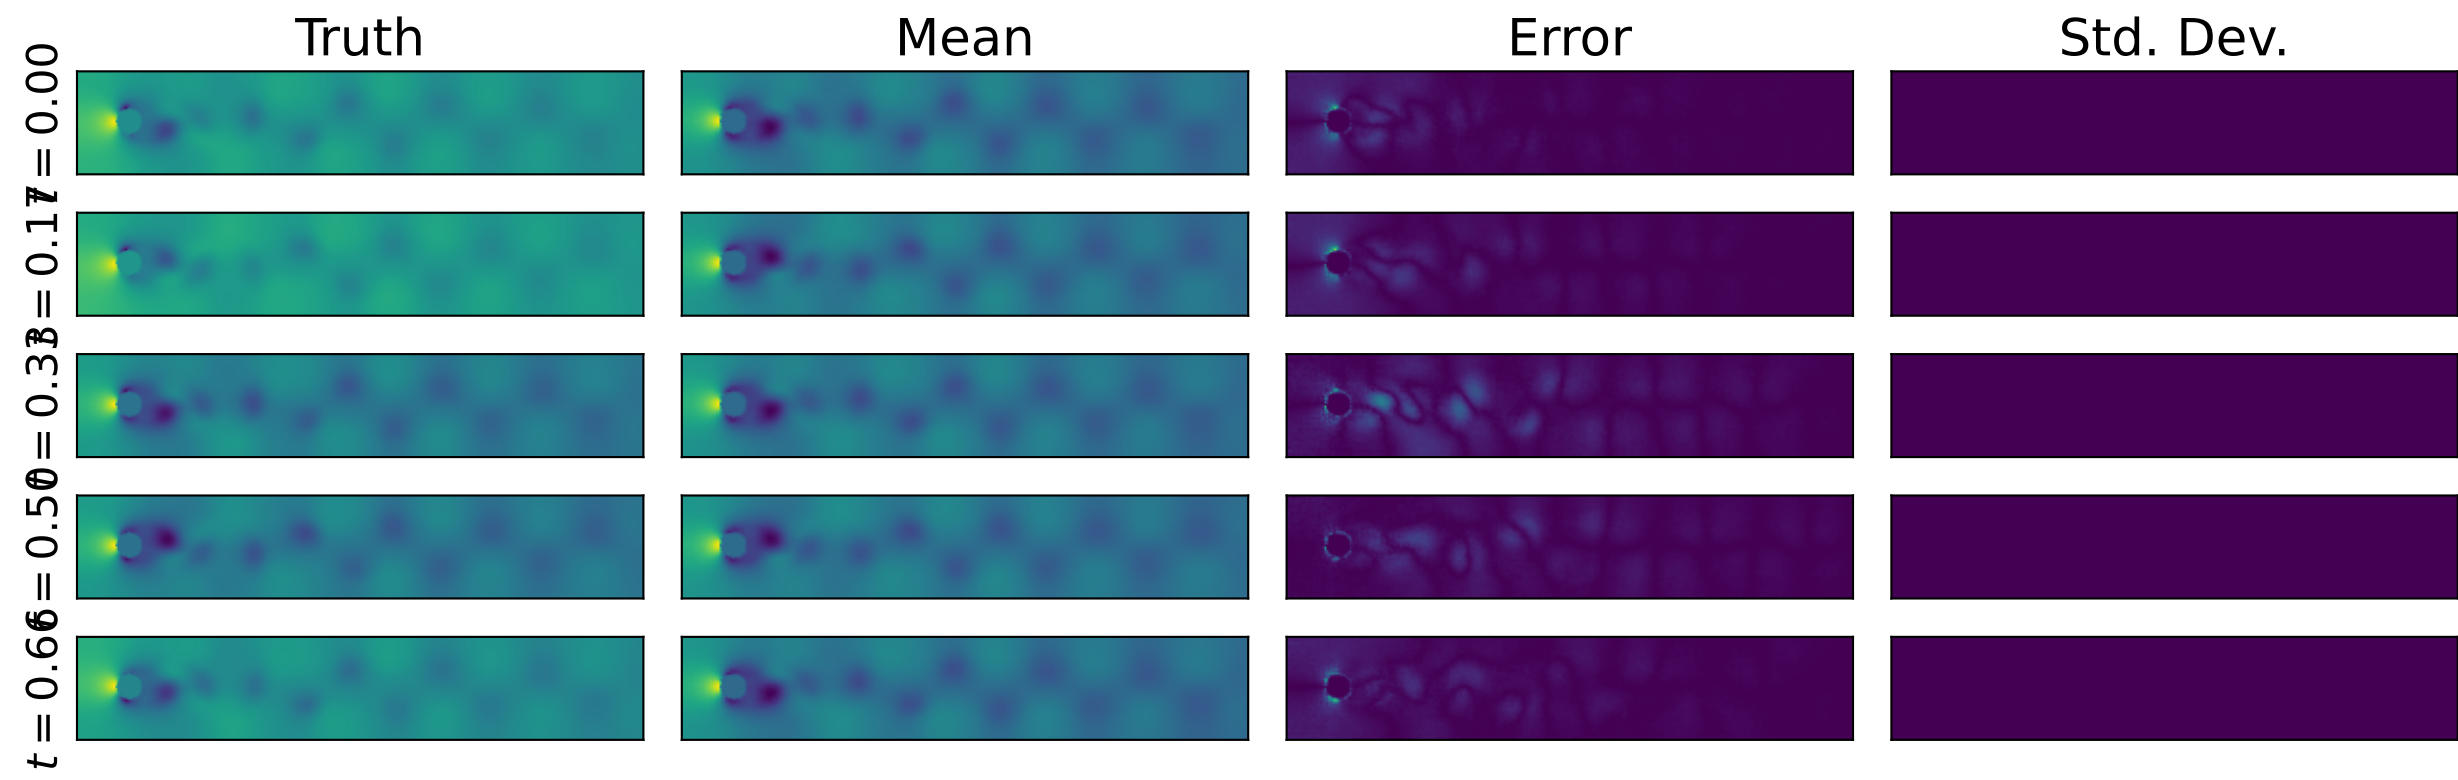 Truth Mean Error Std. Dev.
t = 0.00
t = 0.17
t = 0.33
t = 0.50
t = 0.66